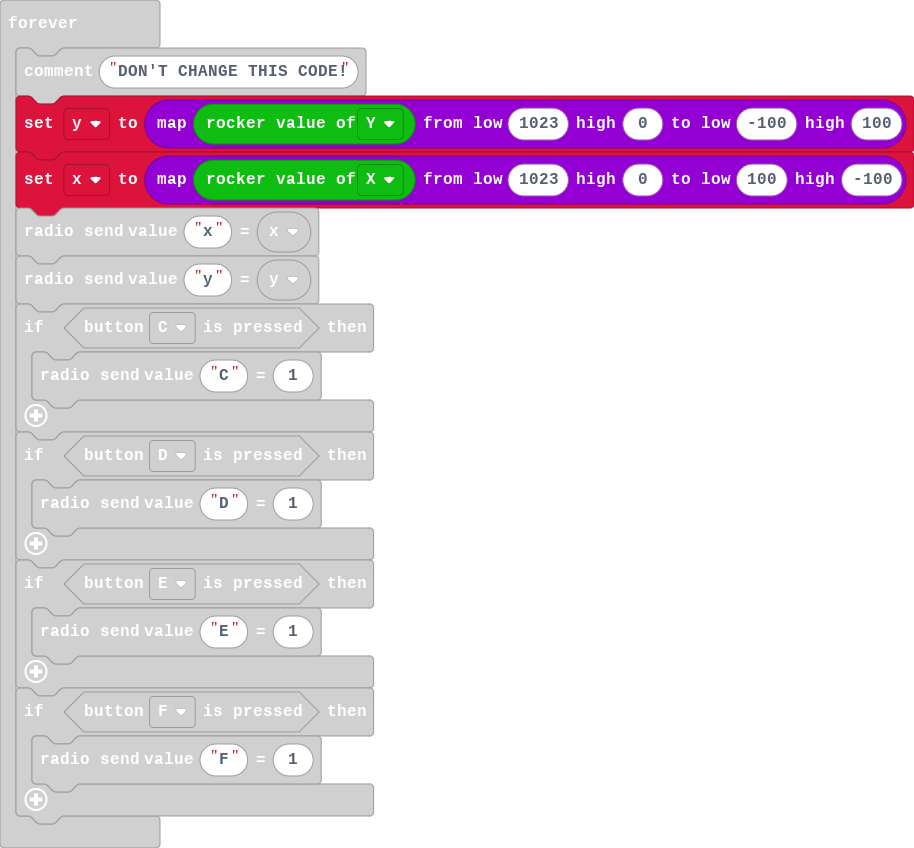 forever
comment "DON'T CHANGE THIS CODE!"
set y to map rocker value of Y from low 1023 high 0 to low -100 high 100
set x to map rocker value of X from low 1023 high 0 to low 100 high -100
radio send value "x" = x
radio send value "y" = y
if button C is pressed then
radio send value "C" = 1
if button D is pressed then
radio send value "D" = 1
if button E is pressed then
radio send value "E" = 1
if button F is pressed then
radio send value "F" = 1